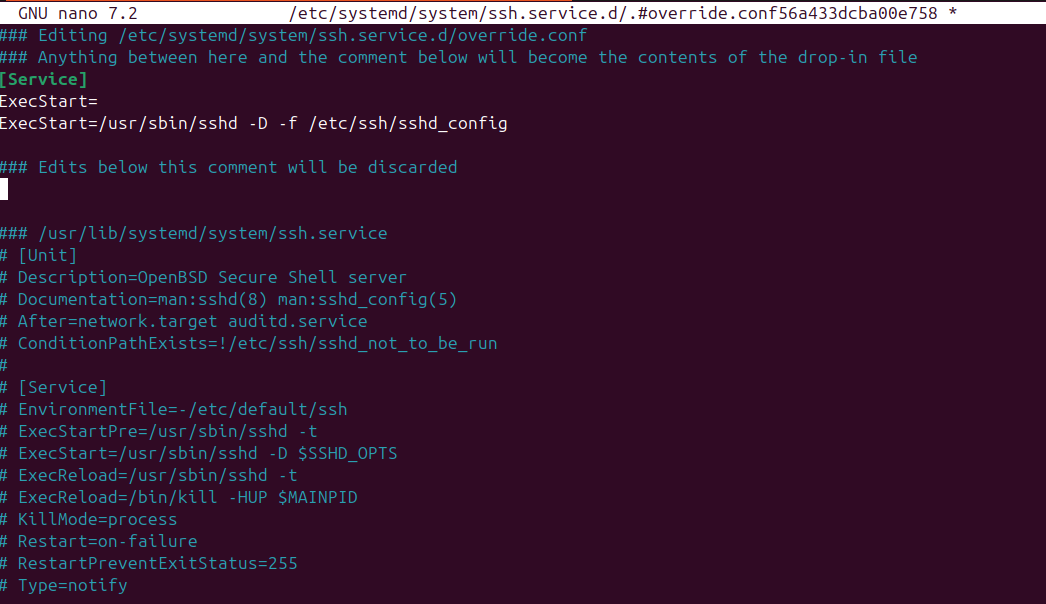 GNU nano 7.2 /etc/systemd/system/ssh.service.d/.#override.conf56a433dcba00e758 *
### Editing /etc/systemd/system/ssh.service.d/override.conf
### Anything between here and the comment below will become the contents of the drop-in file
[Service]
ExecStart=
ExecStart=/usr/sbin/sshd -D -f /etc/ssh/sshd_config
### Edits below this comment will be discarded
### /usr/lib/systemd/system/ssh.service
# [Unit]
# Description=OpenBSD Secure Shell server
# Documentation=man:sshd(8) man:sshd_config(5)
# After=network.target auditd.service
# ConditionPathExists=!/etc/ssh/sshd_not_to_be_run
#
# [Service]
# EnvironmentFile=-/etc/default/ssh
# ExecStartPre=/usr/sbin/sshd -t
# ExecStart=/usr/sbin/sshd -D $SSHD_OPTS
# ExecReload=/usr/sbin/sshd -t
# ExecReload=/bin/kill -HUP $MAINPID
# KillMode=process
# Restart=on-failure
# RestartPreventExitStatus=255
# Type=notify